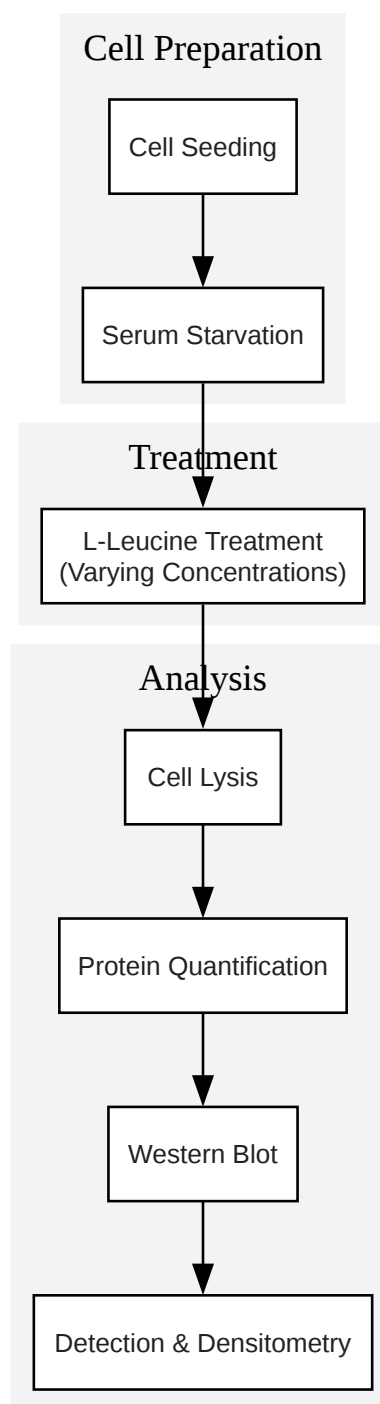 Cell Preparation
Cell Seeding
Serum Starvation
Treatment
L-Leucine Treatment
(Varying Concentrations)
Analysis
Cell Lysis
Protein Quantification
Western Blot
Detection & Densitometry